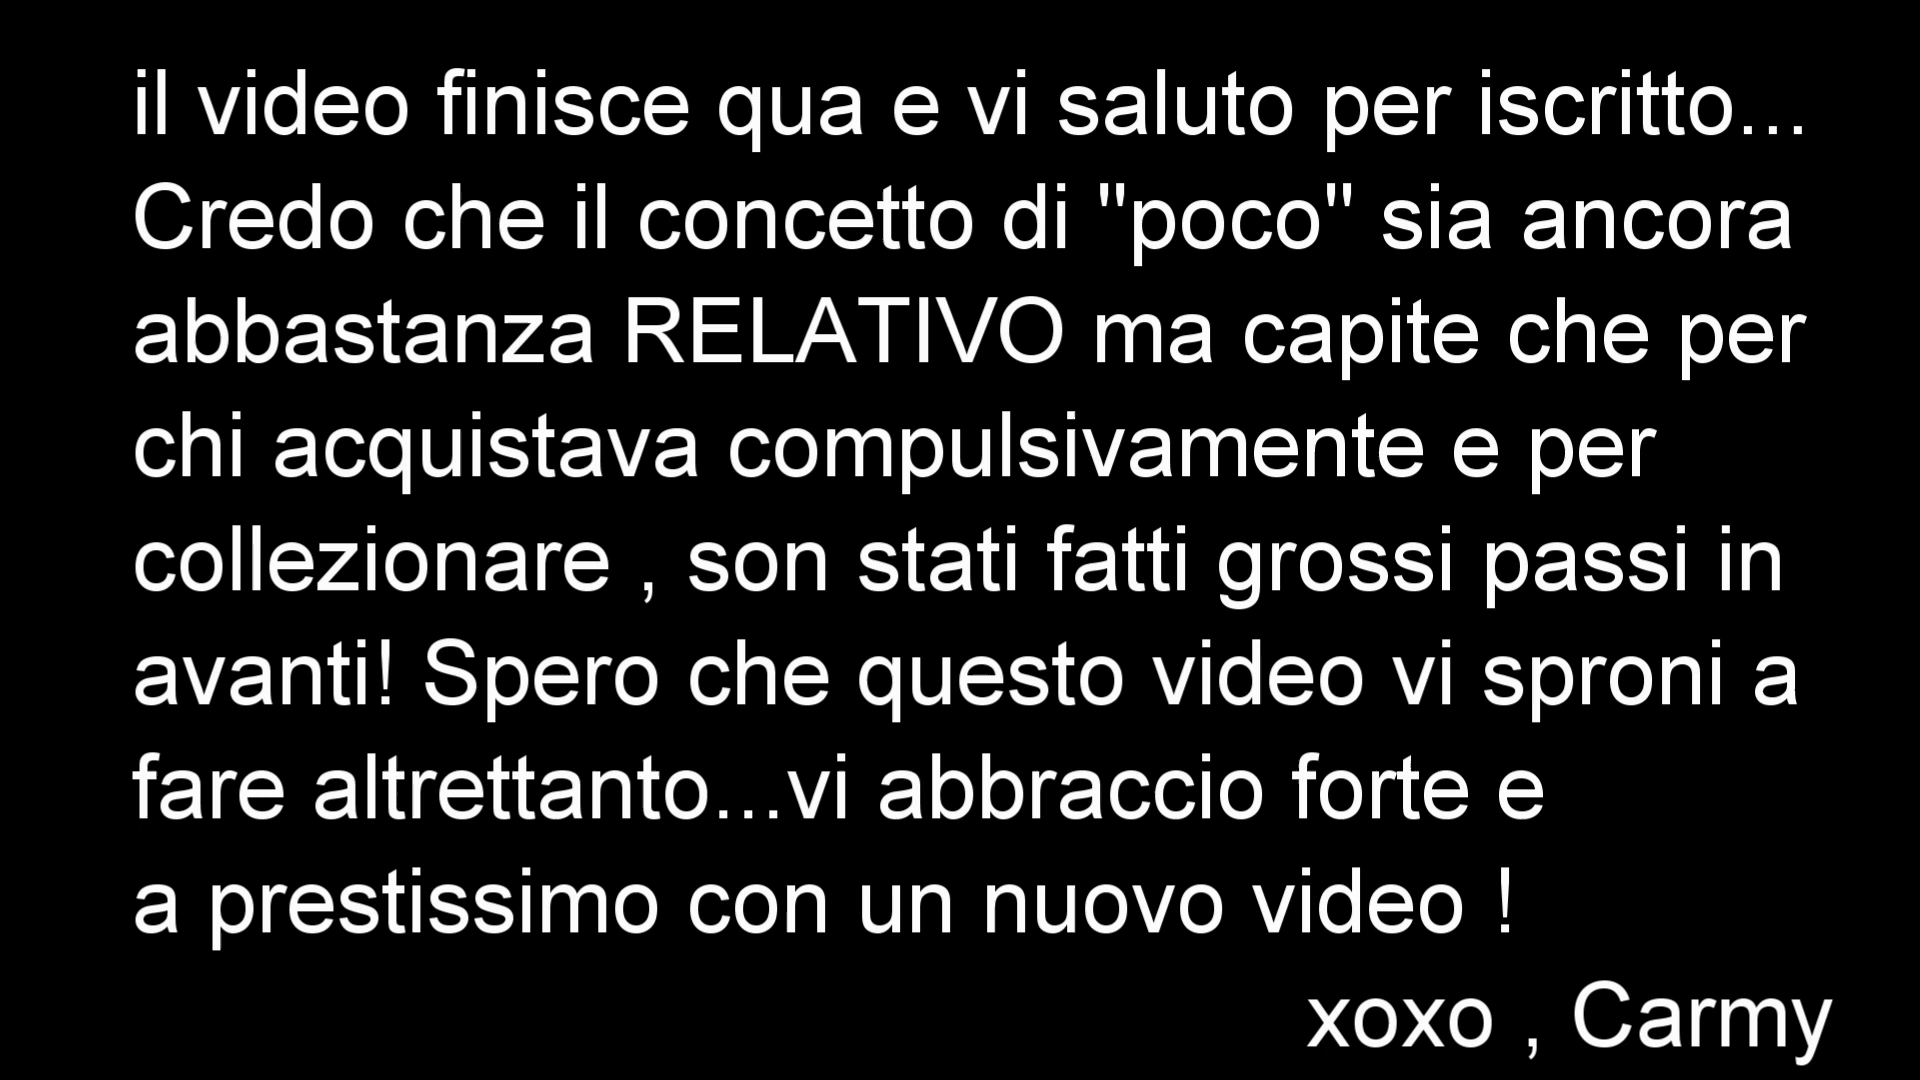 il video finisce qua e vi saluto per iscritto...
Credo che il concetto di "poco" sia ancora
abbastanza RELATIVO ma capite che per
chi acquistava compulsivamente e per
collezionare , son stati fatti grossi passi in
avanti! Spero che questo video vi sproni a
fare altrettanto...vi abbraccio forte e
a prestissimo con un nuovo video !
xoxo , Carmy